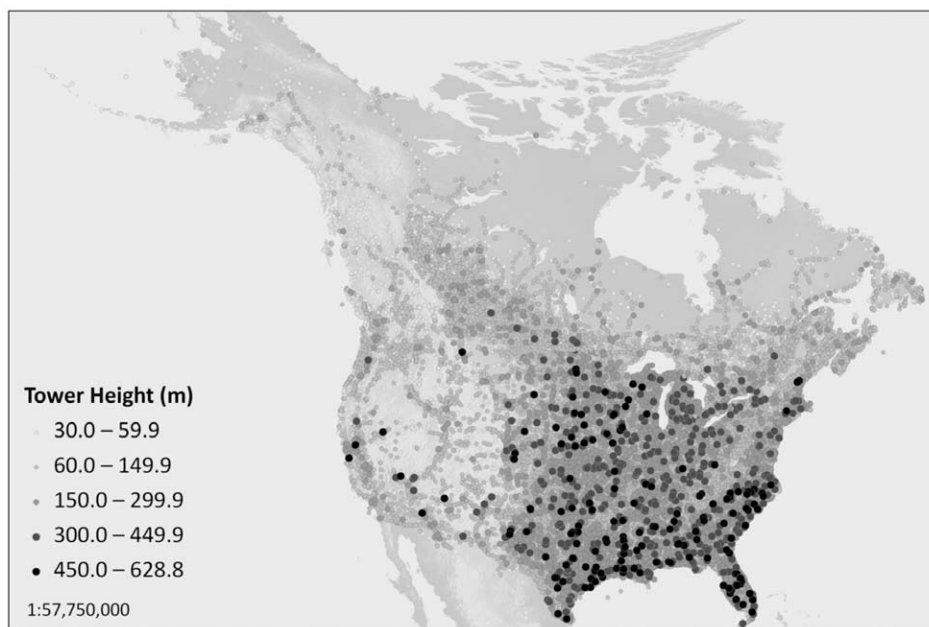 Tower Height (m)
30.0 – 59.9
60.0 – 149.9
150.0 – 299.9
300.0 – 449.9
450.0 – 628.8
1:57,750,000